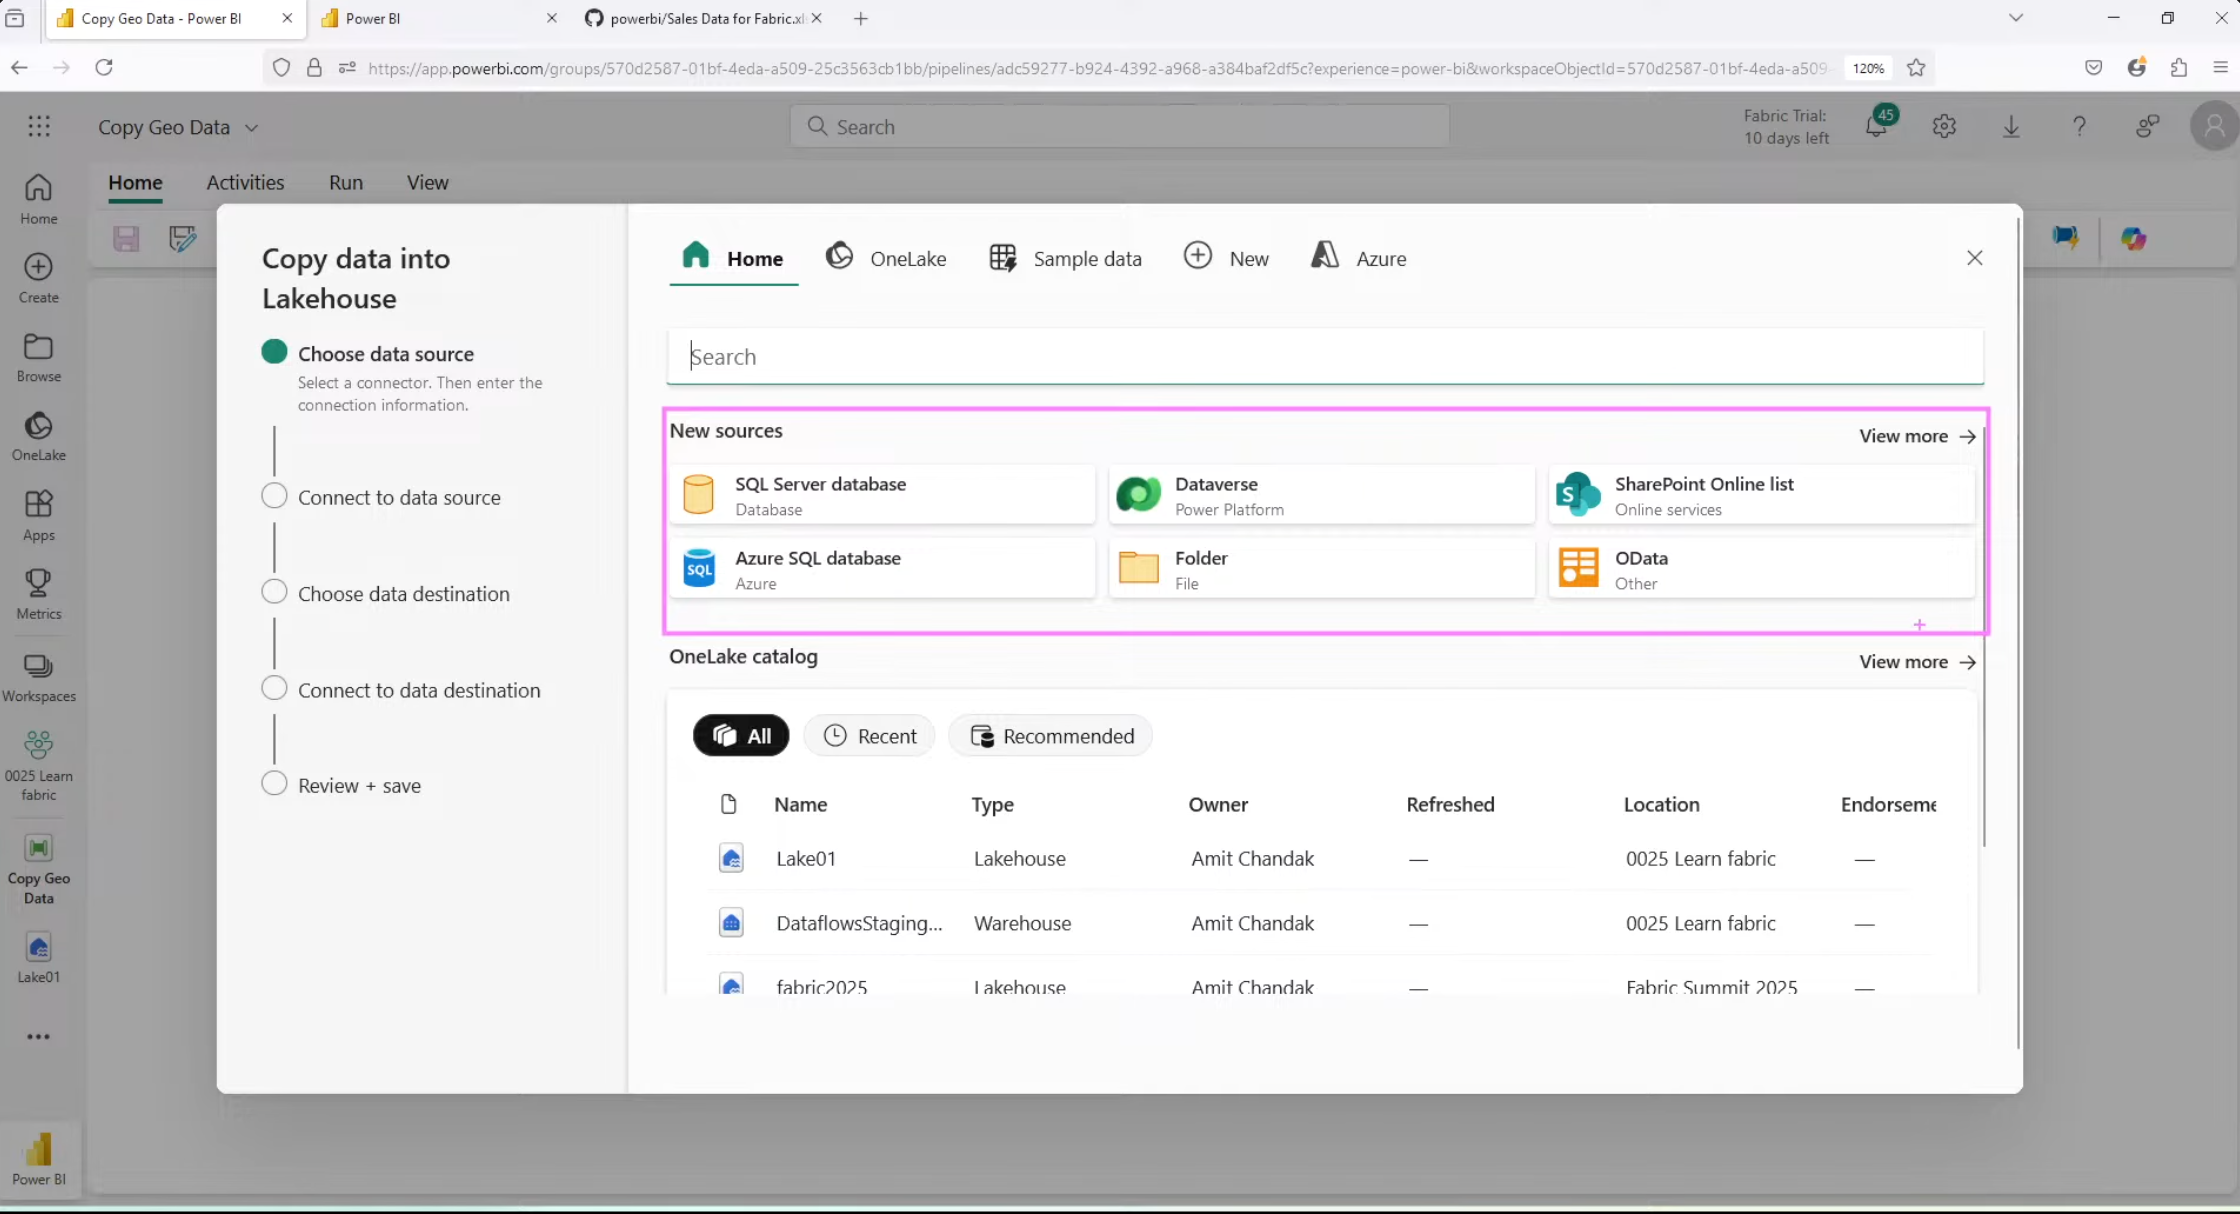 Copy Geo Data - Power BI
Power BI
powerbi/Sales Data for Fabric.xl
https://app.powerbi.com/groups/570d2587-01bf-4eda-a509-25c3563cb1bb/pipelines/adc59277-b924-4392-a968-a384baf2df5c?experience=power-bi&workspaceObjectId=570d2587-01bf-4eda-a509-
120%
Copy Geo Data
Search
Fabric Trial:
10 days left
45
Home
Activities
Run
View
Home
Create
Browse
OneLake
Apps
Metrics
Workspaces
0025 Learn
fabric
Copy Geo
Data
Lake01
Power BI
Copy data into
Lakehouse
Choose data source
Select a connector. Then enter the
connection information.
Connect to data source
Choose data destination
Connect to data destination
Review + save
Home
OneLake
Sample data
New
Azure
Search
New sources
View more
SQL Server database
Database
Dataverse
Power Platform
S
SharePoint Online list
Online services
SQL
Azure SQL database
Azure
Folder
File
OData
Other
OneLake catalog
View more
All
Recent
Recommended
Name Type Owner Refreshed Location Endorseme
Lake01 Lakehouse Amit Chandak — 0025 Learn fabric —
DataflowsStaging... Warehouse Amit Chandak — 0025 Learn fabric —
fabric2025 Lakehouse Amit Chandak — Fabric Summit 2025 —